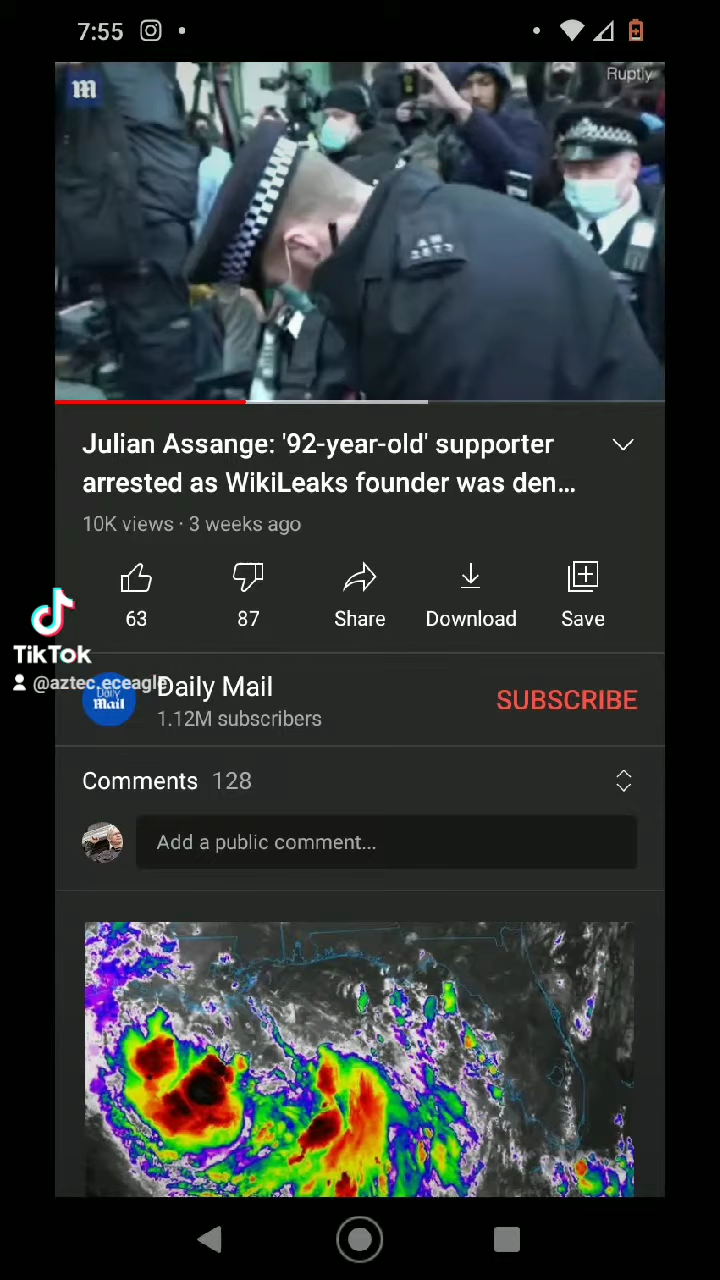 7:55
m
Ruptly
Julian Assange: '92-year-old' supporter
arrested as WikiLeaks founder was den...
10K views · 3 weeks ago
63
87
Share
Download
Save
TikTok
@aztec.eceagle
Daily Mail
Daily Mail
1.12M subscribers
SUBSCRIBE
Comments 128
Add a public comment...